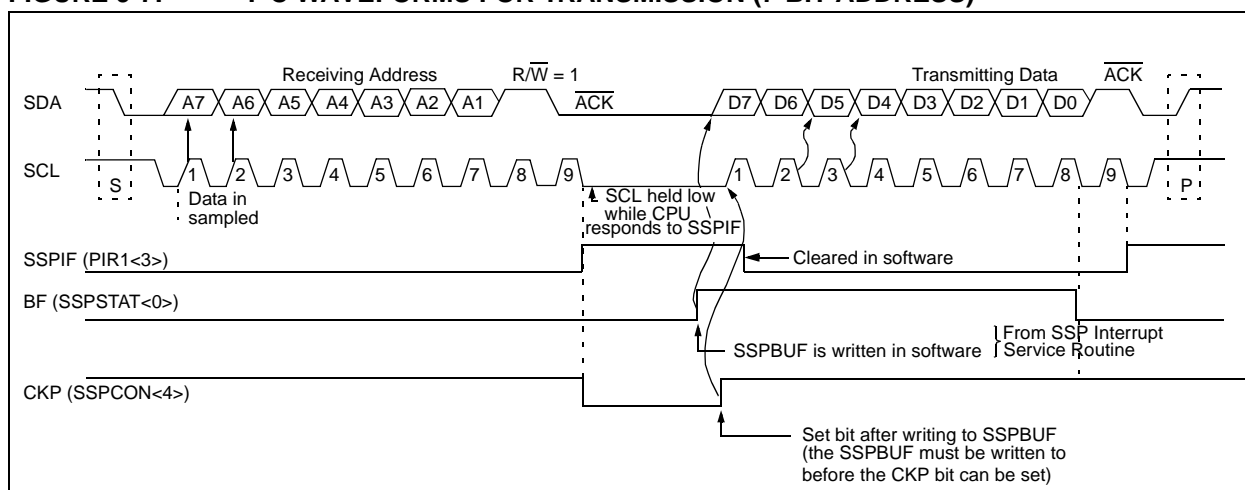 Receiving Address R/W = 1 Transmitting Data ACK
SDA A7 A6 A5 A4 A3 A2 A1 ACK D7 D6 D5 D4 D3 D2 D1 D0
SCL 1 2 3 4 5 6 7 8 9 1 2 3 4 5 6 7 8 9
S P
Data in
sampled
SCL held low
while CPU
responds to SSPIF
SSPIF (PIR1<3>)
Cleared in software
BF (SSPSTAT<0>)
SSPBUF is written in software
From SSP Interrupt
Service Routine
CKP (SSPCON<4>)
Set bit after writing to SSPBUF
(the SSPBUF must be written to
before the CKP bit can be set)